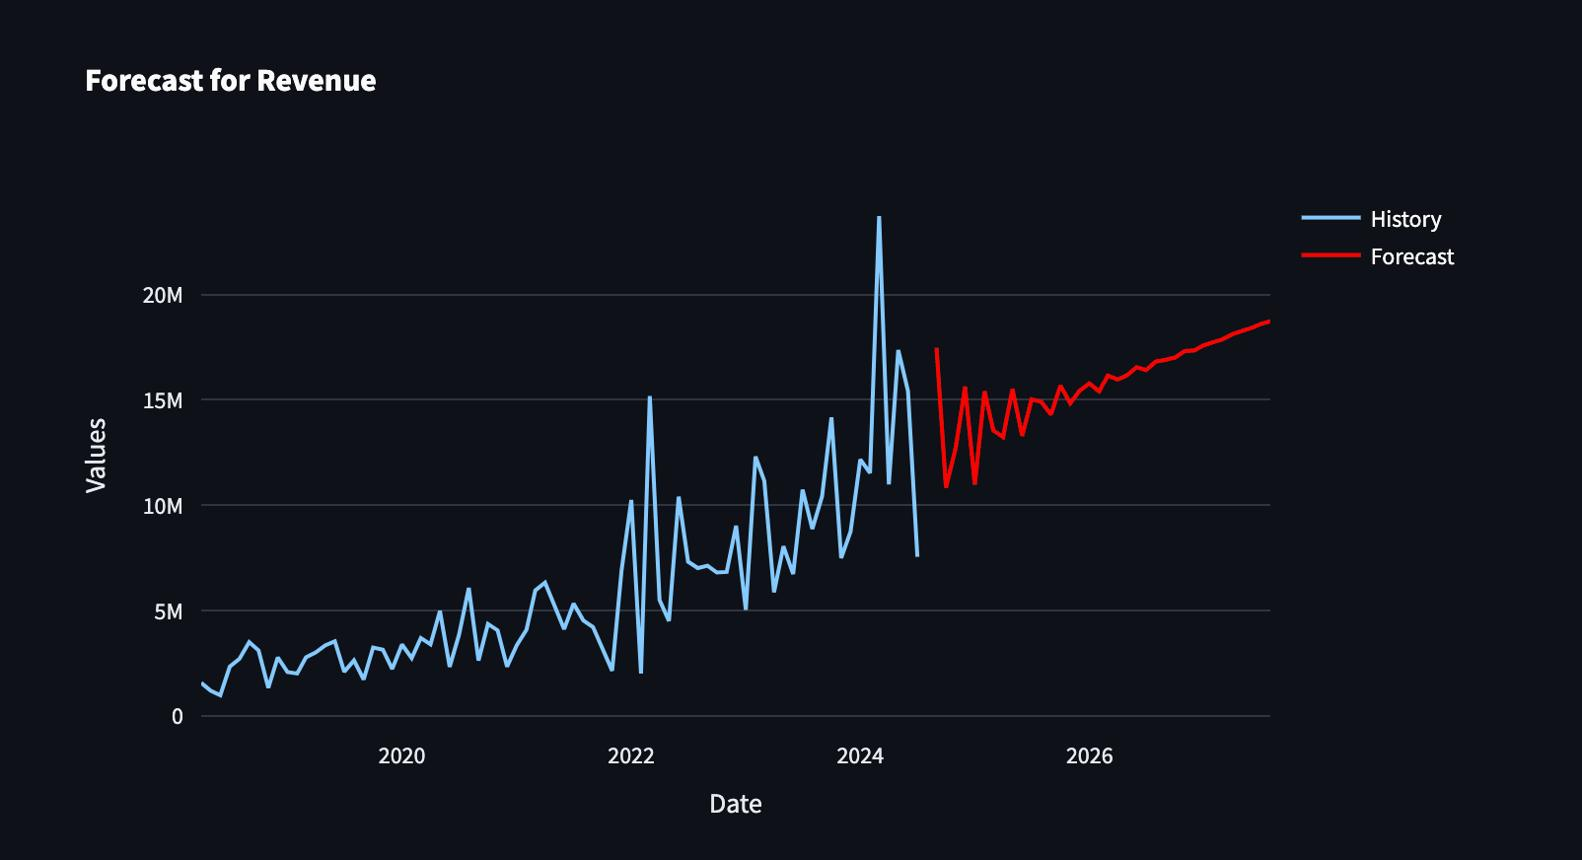 Forecast for Revenue
History
Forecast
20M
15M
10M
5M
0
Values
2020 2022 2024 2026
Date